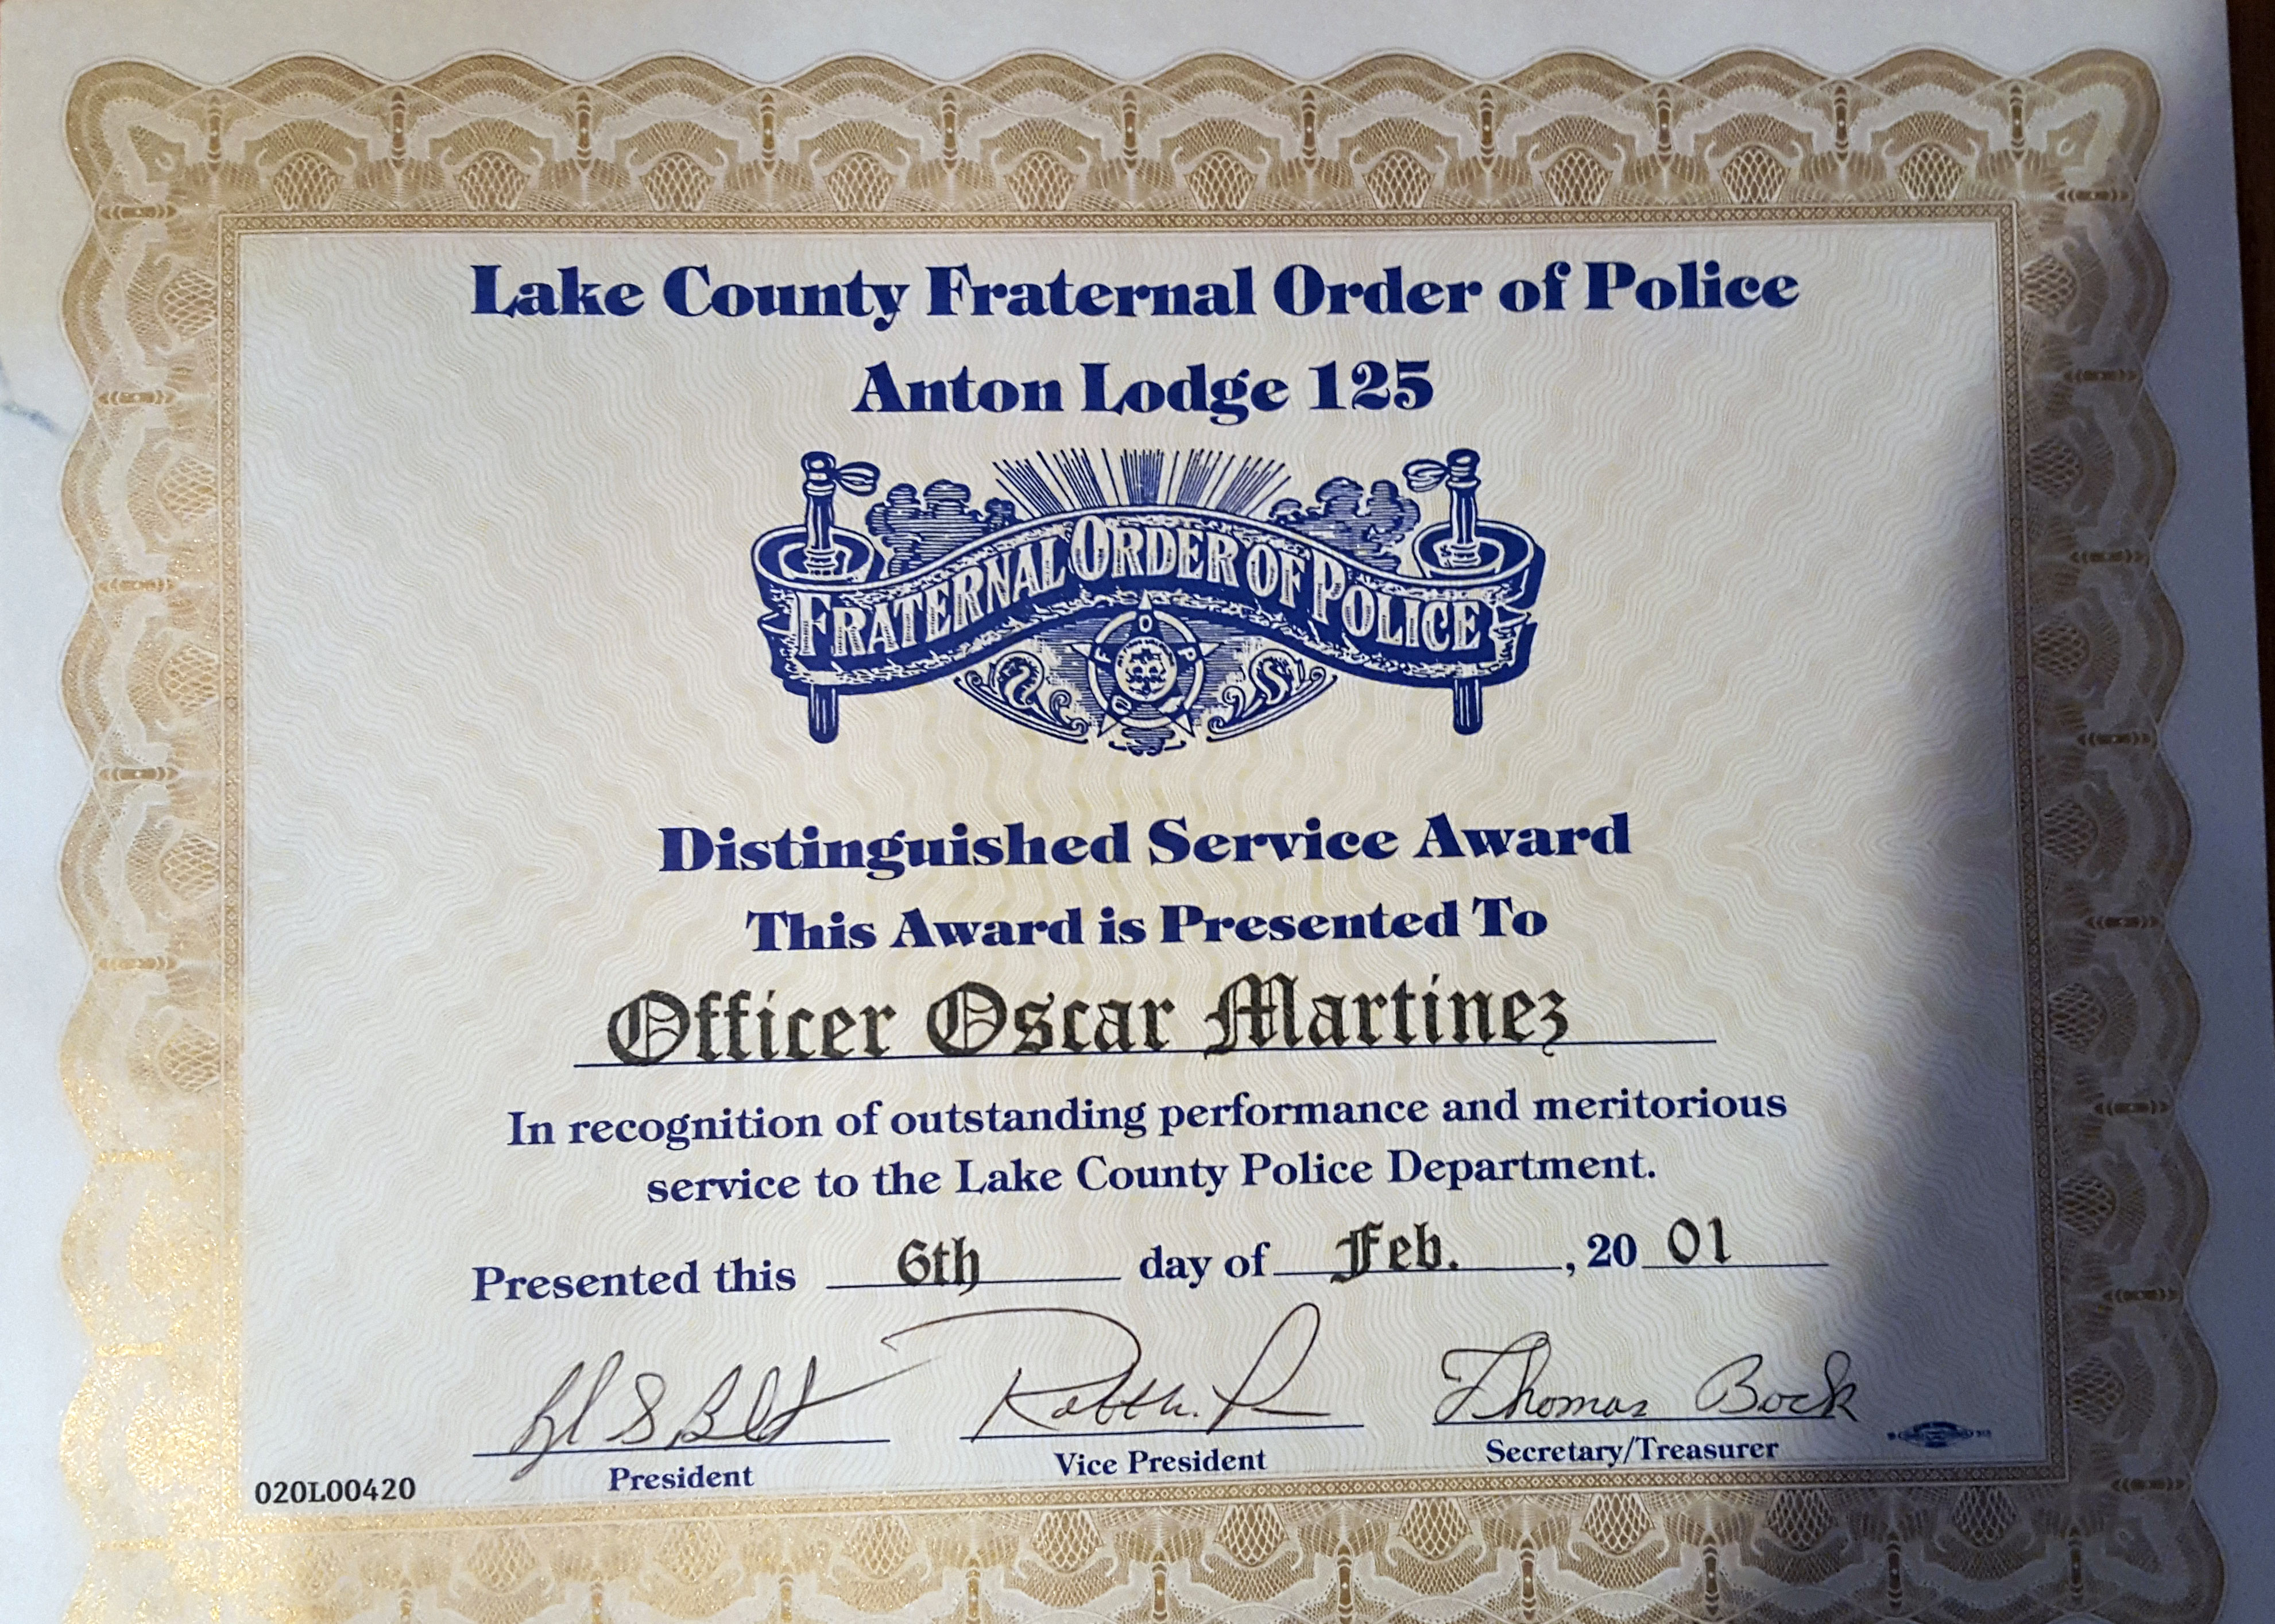 Lake County Fraternal Order of Police
Anton Lodge 125
FRATERNAL ORDER OF POLICE
F O P
Distinguished Service Award
This Award is Presented To
Officer Oscar Martinez
In recognition of outstanding performance and meritorious
service to the Lake County Police Department.
Presented this 6th day of Feb. , 20 01
Thomas Bock
President Vice President Secretary/Treasurer
020L00420